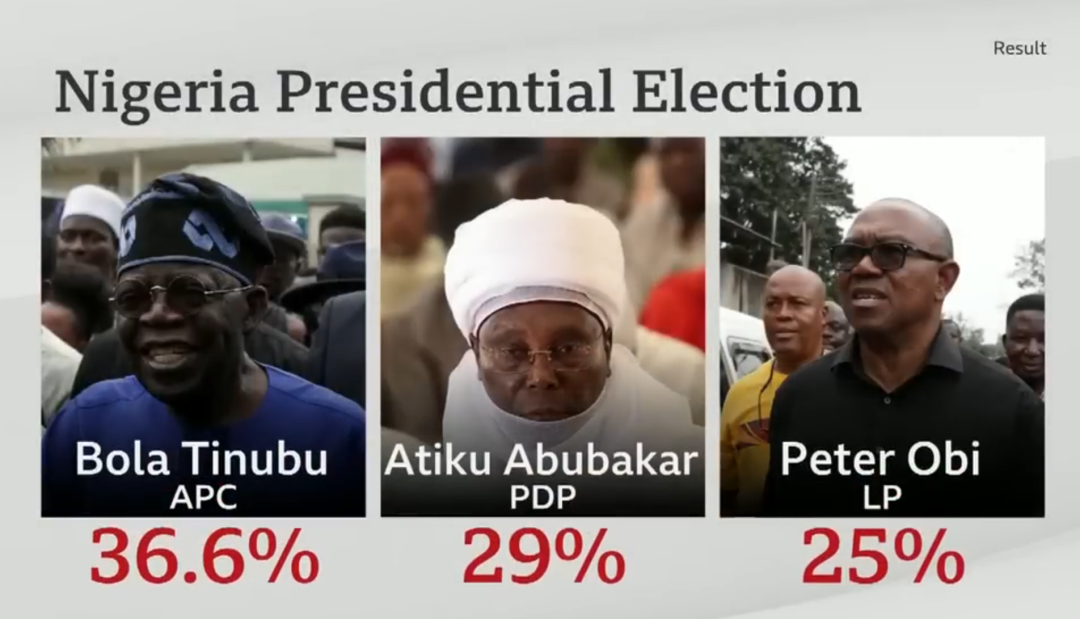 Result
Nigeria Presidential Election
Bola Tinubu
APC
36.6%
Atiku Abubakar
PDP
29%
Peter Obi
LP
25%